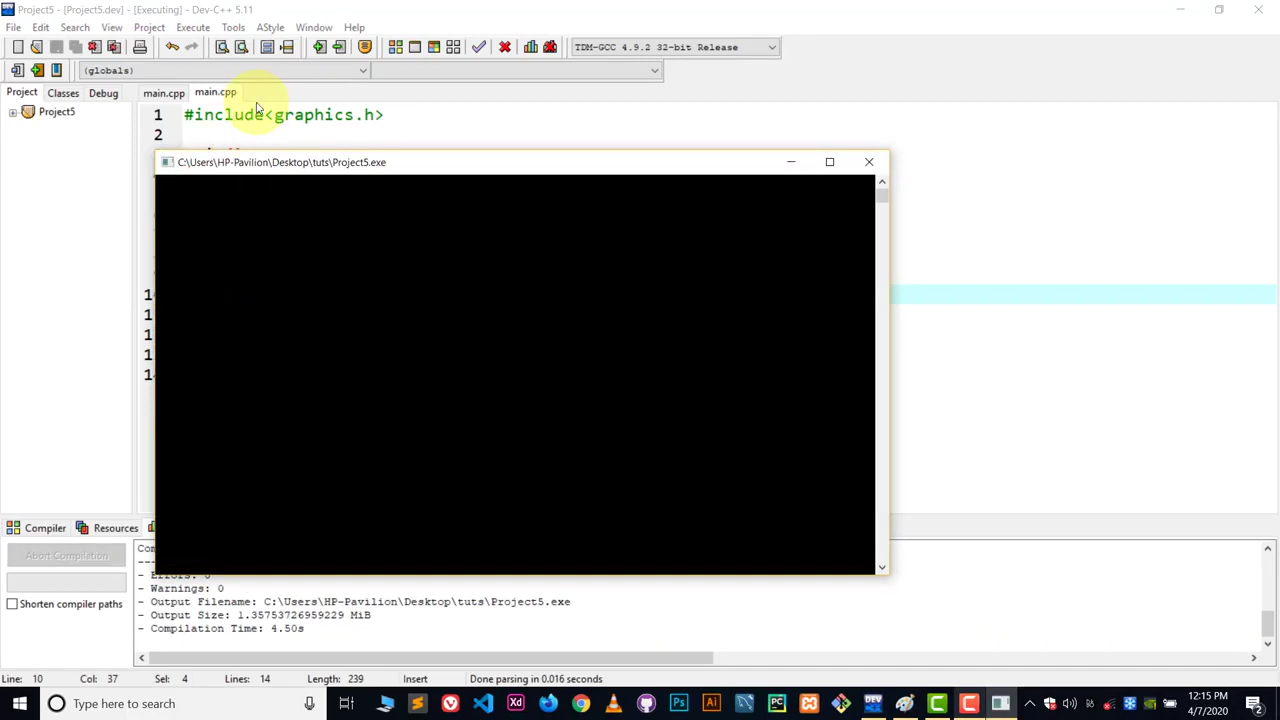 Project5 - [Project5.dev] - [Executing] - Dev-C++ 5.11
File Edit Search View Project Execute Tools AStyle Window Help
TDM-GCC 4.9.2 32-bit Release
(globals)
Project Classes Debug main.cpp main.cpp
Project5
1 #include<graphics.h>
2
C:\Users\HP-Pavilion\Desktop\tuts\Project5.exe
Compiler Resources
Abort Compilation
- Errors: 0
- Warnings: 0
- Output Filename: C:\Users\HP-Pavilion\Desktop\tuts\Project5.exe
Shorten compiler paths
- Output Size: 1.35753726959229 MiB
- Compilation Time: 4.50s
Line: 10 Col: 37 Sel: 4 Lines: 14 Length: 239 Insert Done parsing in 0.016 seconds
Type here to search
12:15 PM
4/7/2020